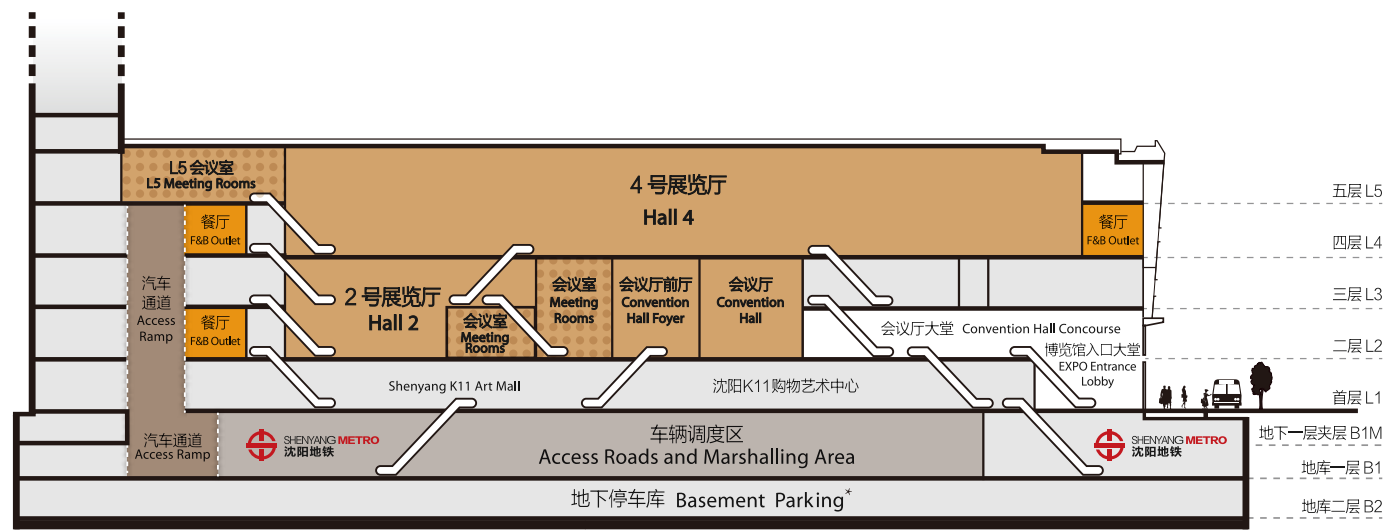 L5 会议室
L5 Meeting Rooms
4 号展览厅
Hall 4
五层 L5
餐厅
F&B Outlet
餐厅
F&B Outlet
四层 L4
汽车
通道
Access
Ramp
2 号展览厅
Hall 2
会议室
Meeting
Rooms
会议厅前厅
Convention
Hall Foyer
会议厅
Convention
Hall
三层 L3
餐厅
F&B Outlet
会议室
Meeting
Rooms
会议厅大堂 Convention Hall Concourse
博览馆入口大堂
EXPO Entrance
Lobby
二层 L2
Shenyang K11 Art Mall
沈阳K11购物艺术中心
首层 L1
汽车通道
Access Ramp
SHENYANG METRO
沈阳地铁
车辆调度区
Access Roads and Marshalling Area
SHENYANG METRO
沈阳地铁
地下一层夹层 B1M
地库一层 B1
地下停车库 Basement Parking*
地库二层 B2